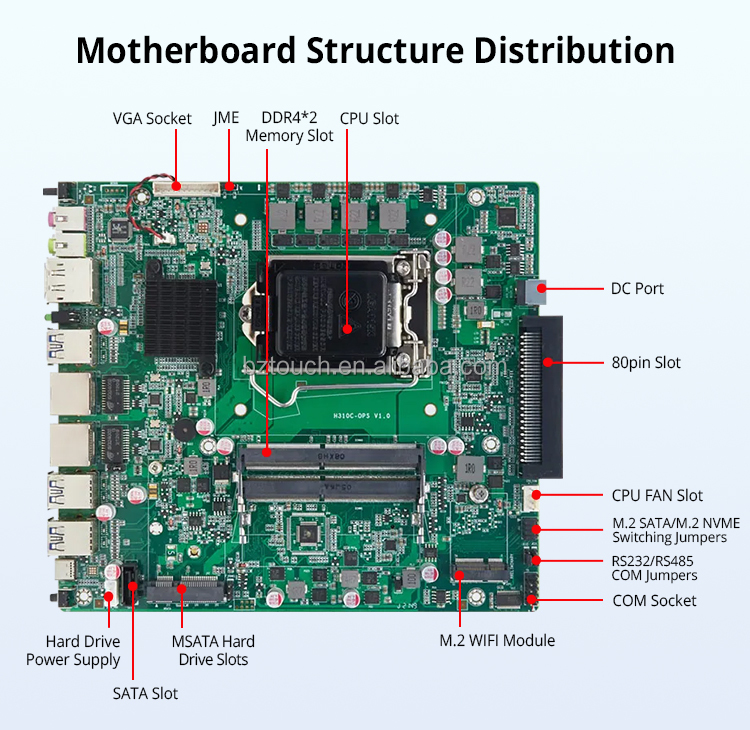 Motherboard Structure Distribution
VGA Socket
JME
DDR4*2
Memory Slot
CPU Slot
DC Port
80pin Slot
bztouch.en.alibaba.com
H310C-OPS V1.0
CPU FAN Slot
M.2 SATA/M.2 NVME
Switching Jumpers
RS232/RS485
COM Jumpers
COM Socket
Hard Drive
Power Supply
SATA Slot
MSATA Hard
Drive Slots
M.2 WIFI Module